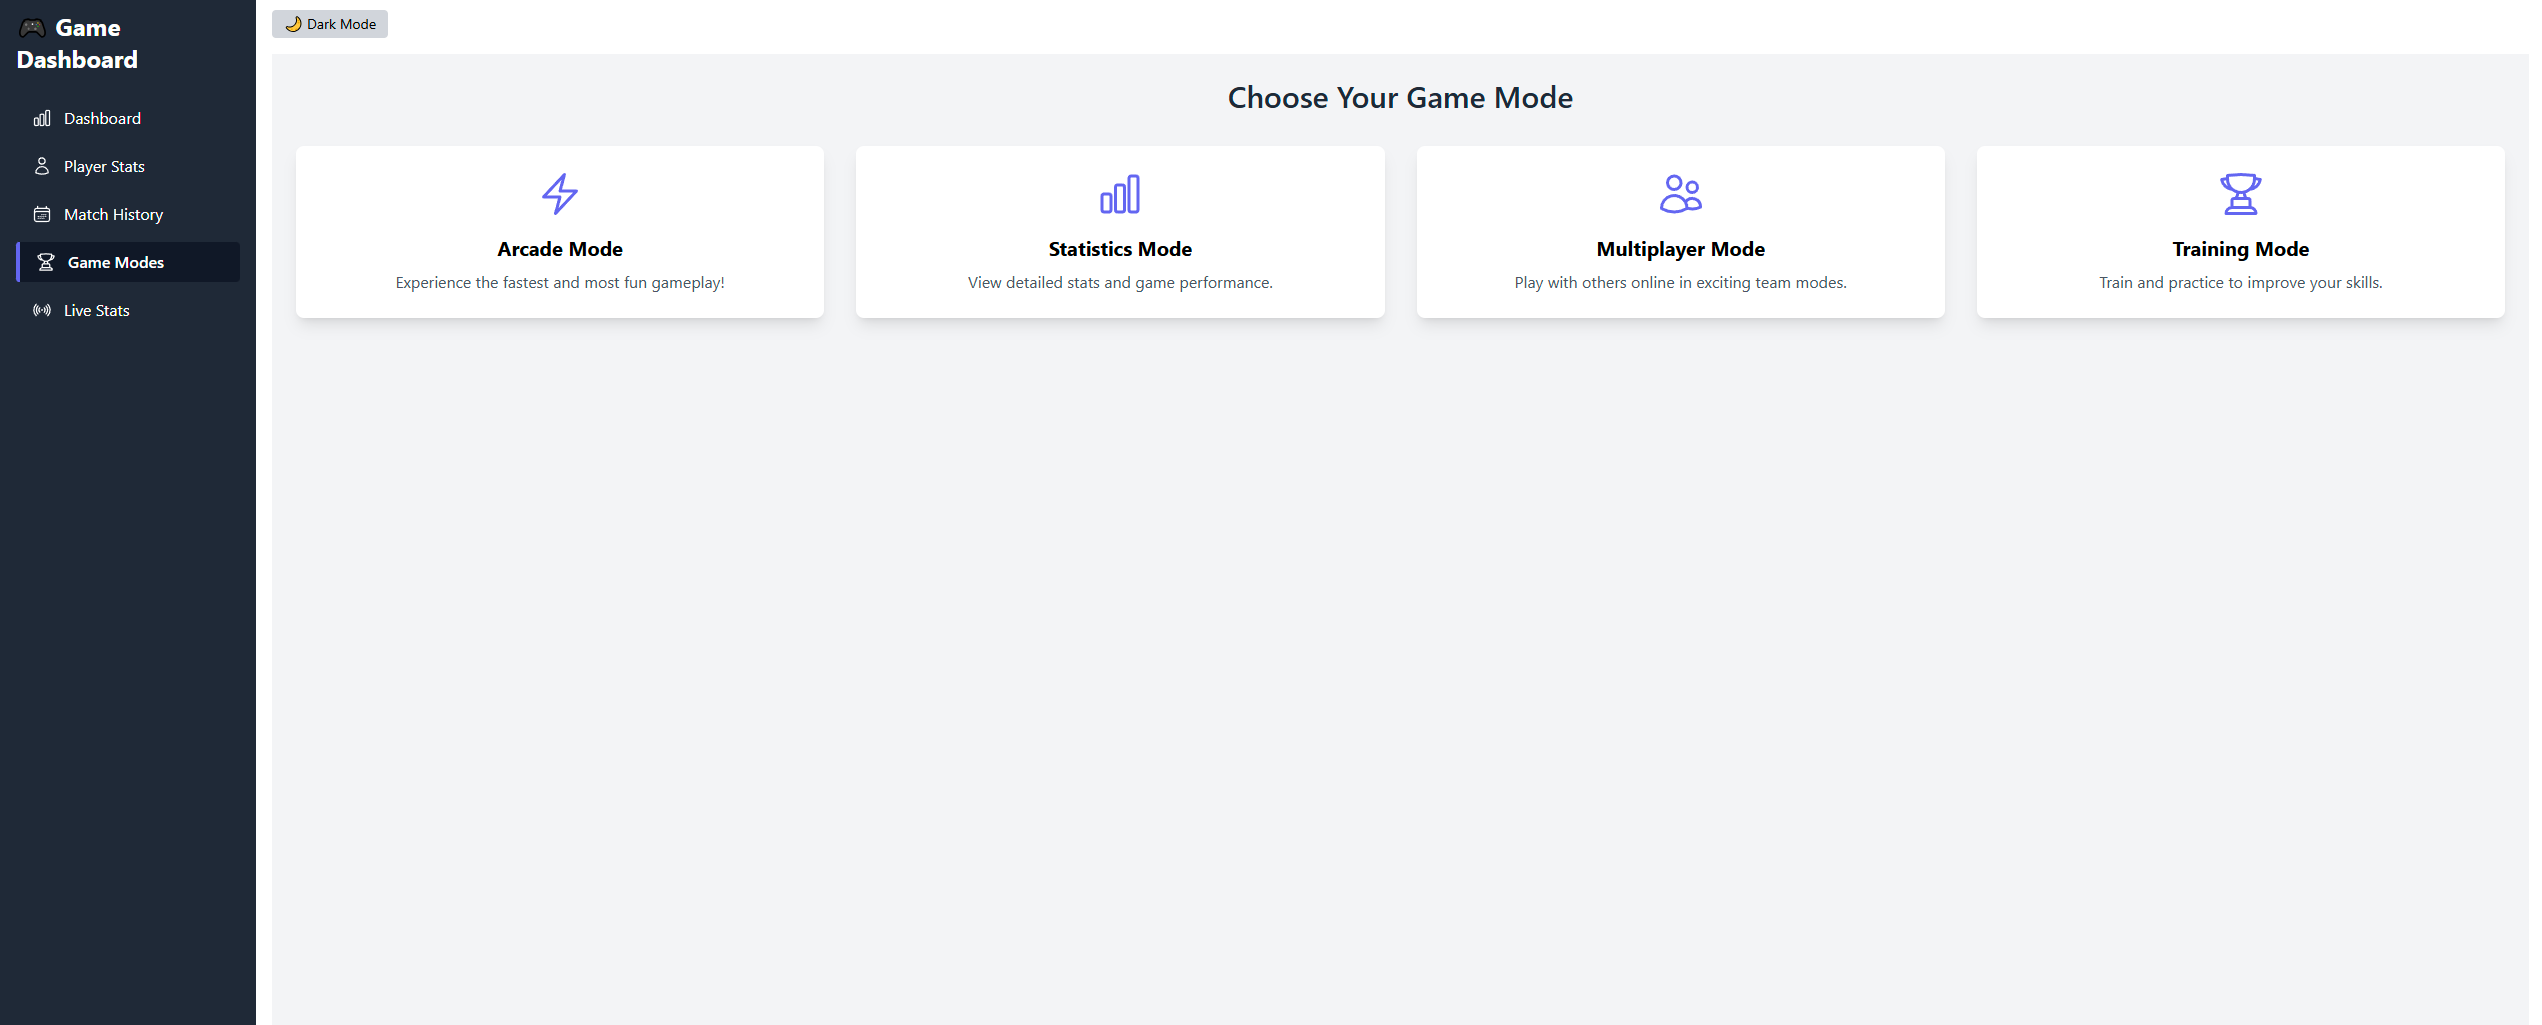 🎮 Game
Dashboard
Dashboard
Player Stats
Match History
Game Modes
Live Stats
🌙 Dark Mode
Choose Your Game Mode
Arcade Mode
Experience the fastest and most fun gameplay!
Statistics Mode
View detailed stats and game performance.
Multiplayer Mode
Play with others online in exciting team modes.
Training Mode
Train and practice to improve your skills.